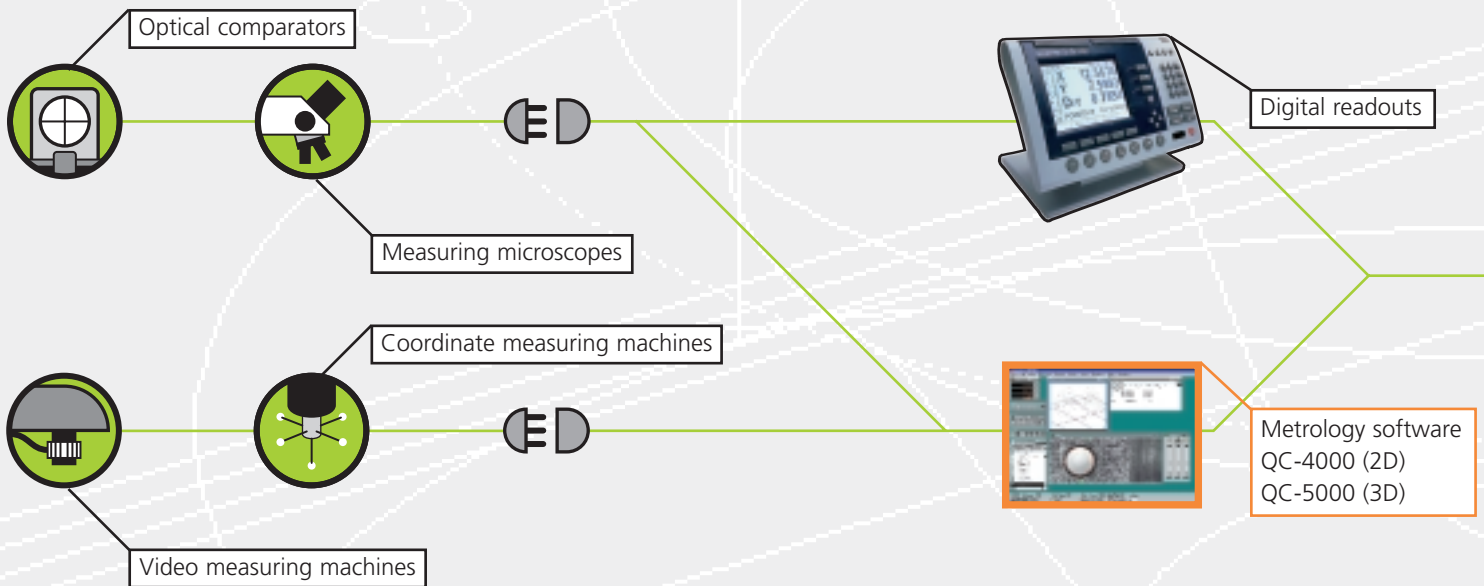 Optical comparators
Digital readouts
Measuring microscopes
Coordinate measuring machines
Metrology software
QC-4000 (2D)
QC-5000 (3D)
Video measuring machines